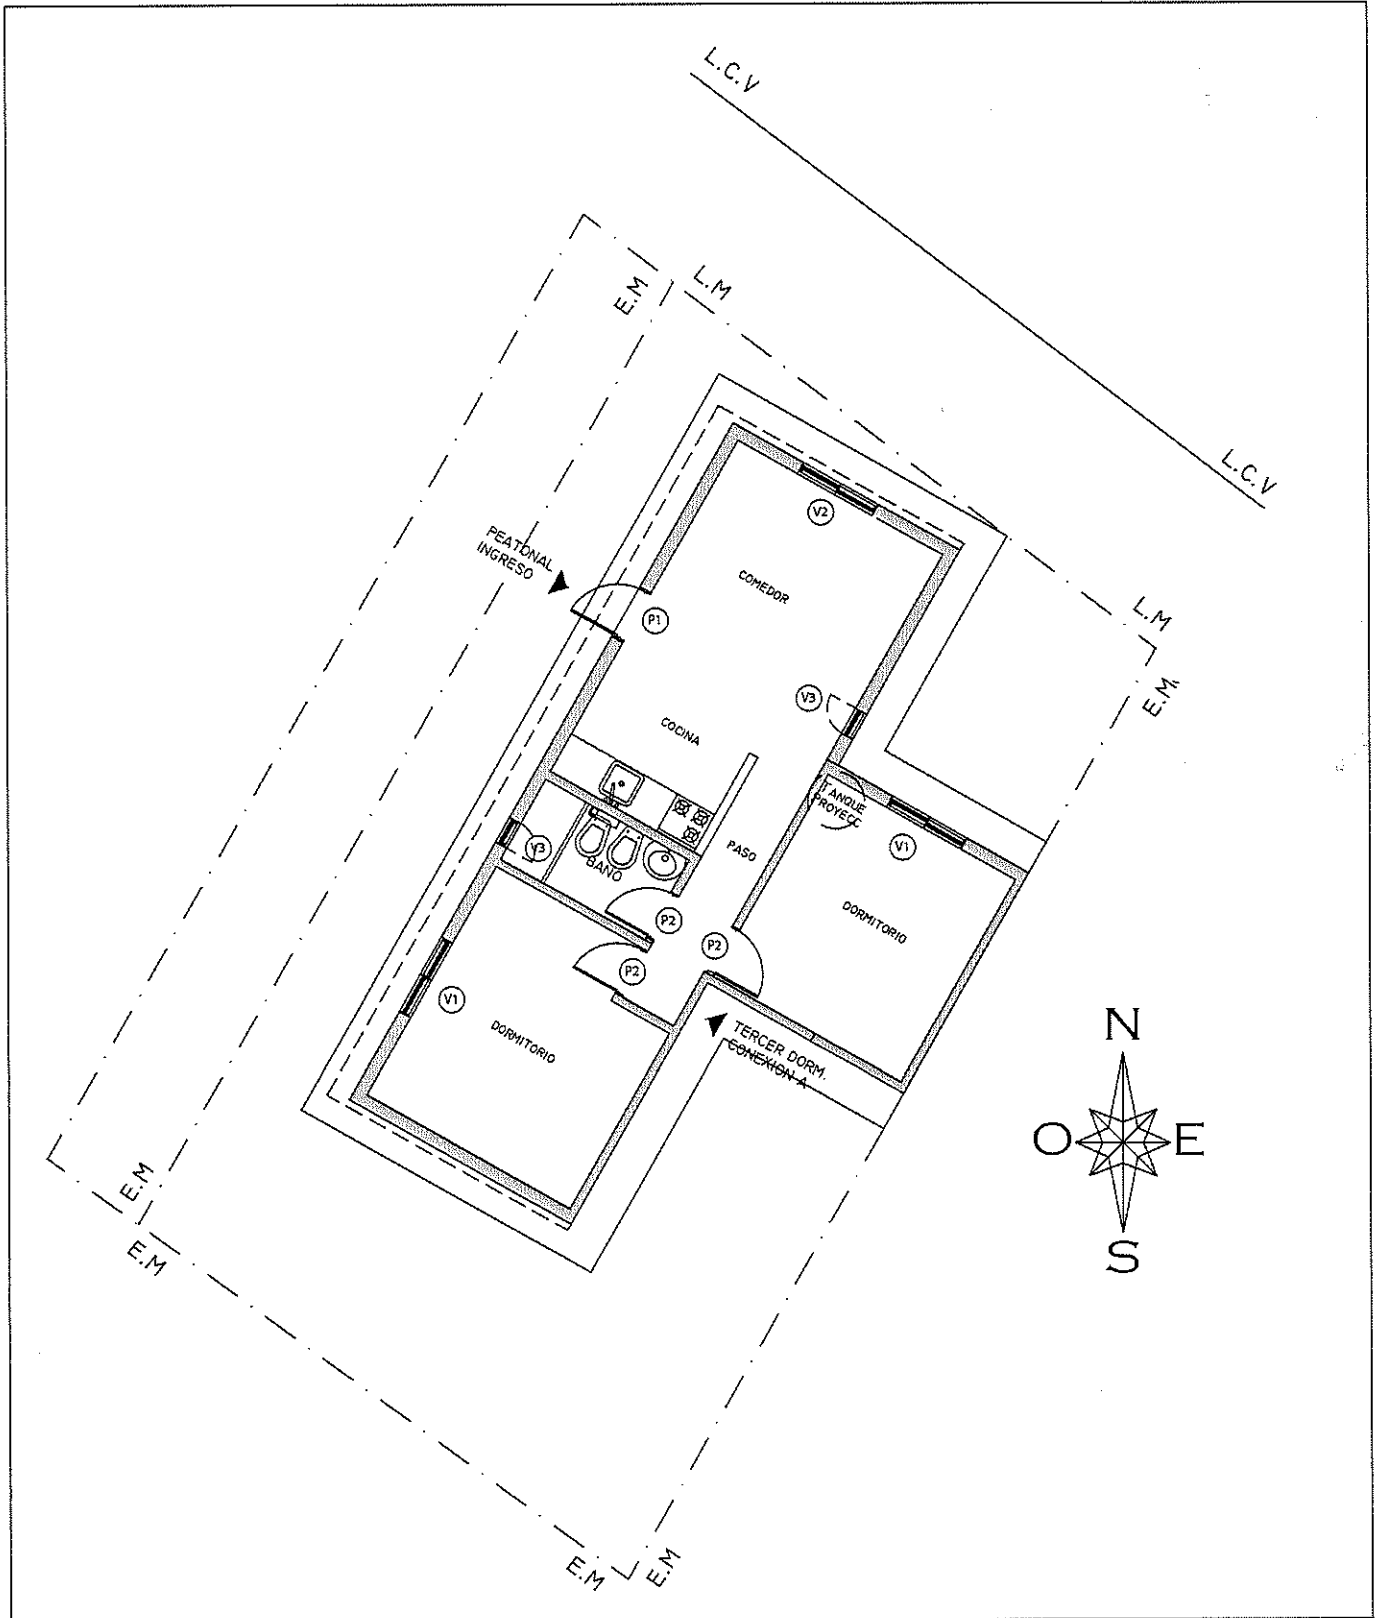 L.C.V
E.M
L.M
L.C.V
PEATONAL
INGRESO
V2
COMEDOR
P1
L.M
E.M.
V3
COCINA
TANQUE
PROYECC
PASO
V1
V3
BAÑO
DORMITORIO
P2
P2
P2
V1
DORMITORIO
TERCER DORM.
CONEXION A
N
O
E
S
E.M
E.M
E.M
E.M